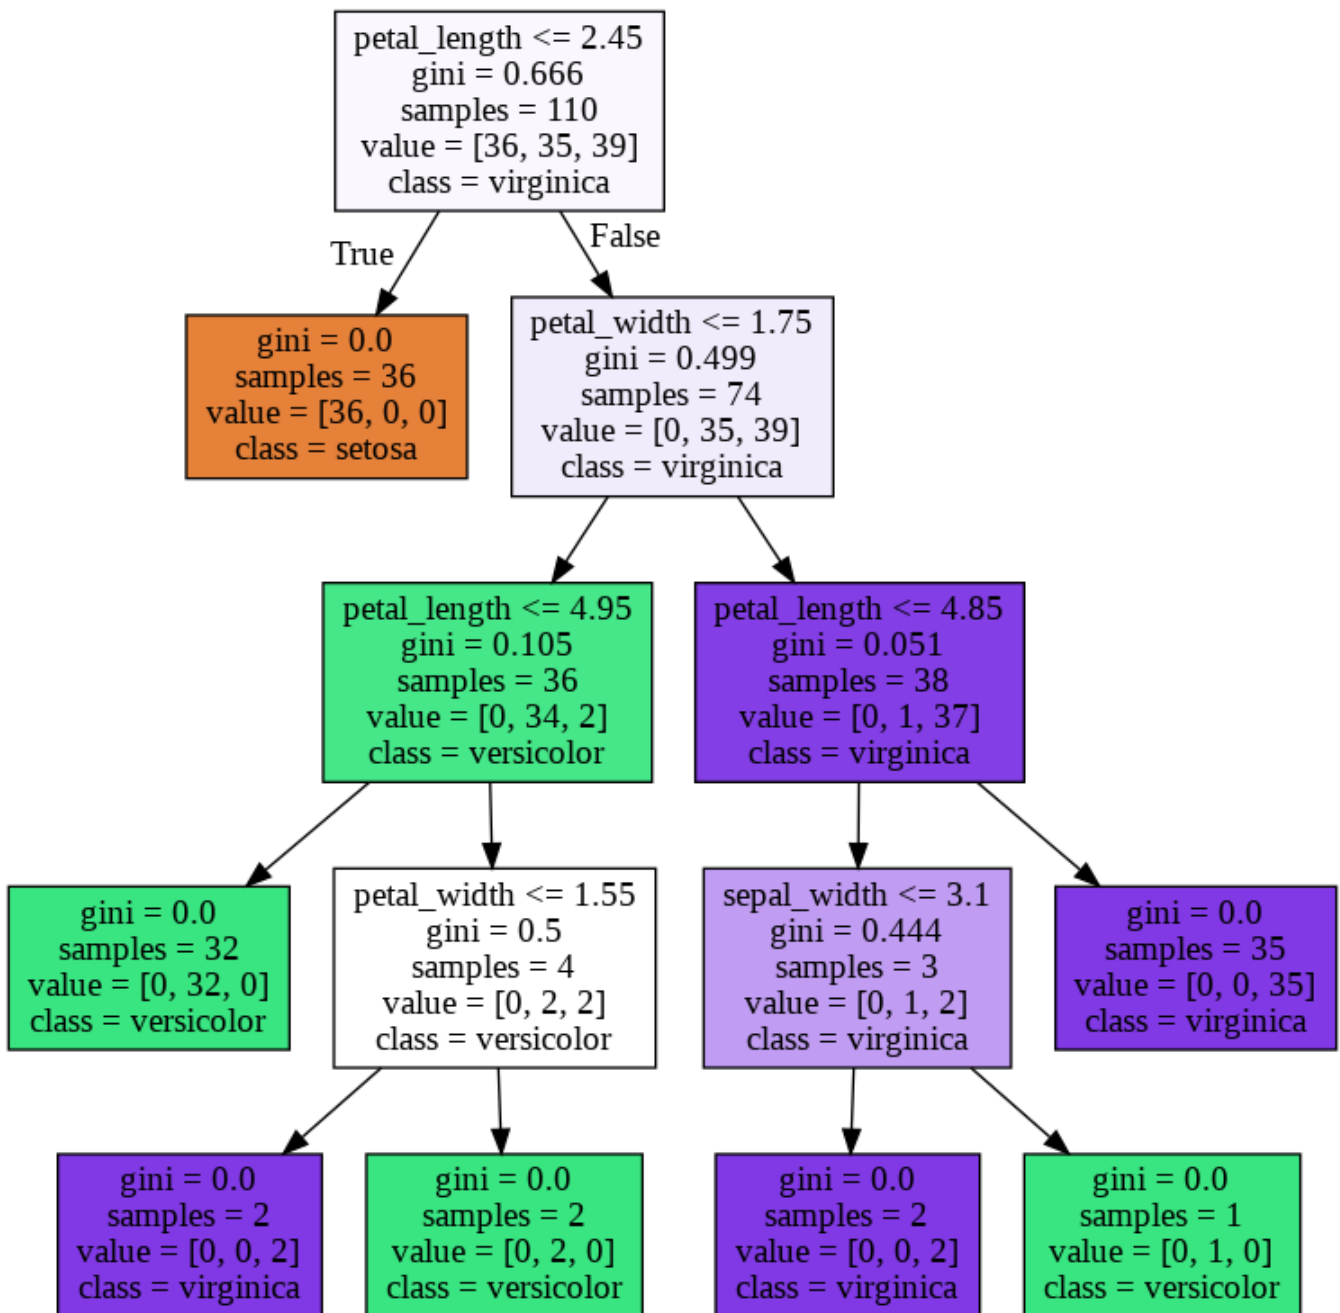 petal_length <= 2.45
gini = 0.666
samples = 110
value = [36, 35, 39]
class = virginica
True
False
gini = 0.0
samples = 36
value = [36, 0, 0]
class = setosa
petal_width <= 1.75
gini = 0.499
samples = 74
value = [0, 35, 39]
class = virginica
petal_length <= 4.95
gini = 0.105
samples = 36
value = [0, 34, 2]
class = versicolor
petal_length <= 4.85
gini = 0.051
samples = 38
value = [0, 1, 37]
class = virginica
gini = 0.0
samples = 32
value = [0, 32, 0]
class = versicolor
petal_width <= 1.55
gini = 0.5
samples = 4
value = [0, 2, 2]
class = versicolor
sepal_width <= 3.1
gini = 0.444
samples = 3
value = [0, 1, 2]
class = virginica
gini = 0.0
samples = 35
value = [0, 0, 35]
class = virginica
gini = 0.0
samples = 2
value = [0, 0, 2]
class = virginica
gini = 0.0
samples = 2
value = [0, 2, 0]
class = versicolor
gini = 0.0
samples = 2
value = [0, 0, 2]
class = virginica
gini = 0.0
samples = 1
value = [0, 1, 0]
class = versicolor